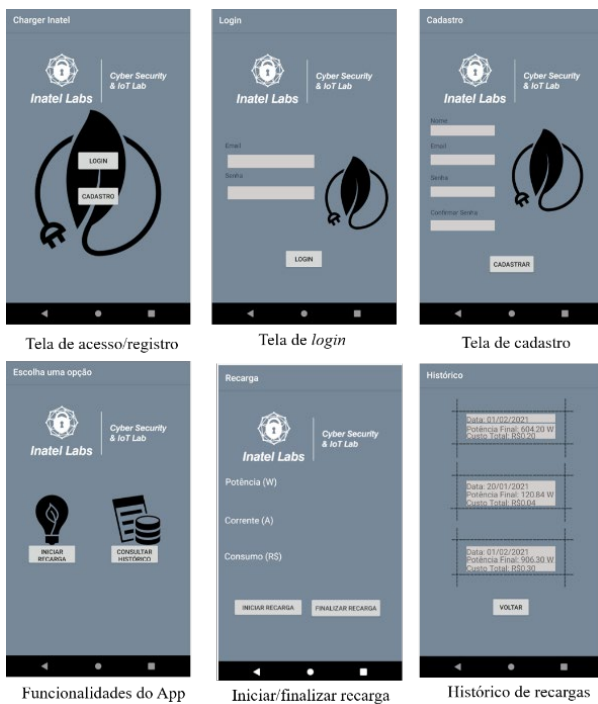 Charger Inatel
Inatel Labs
Cyber Security
& IoT Lab
LOGIN
CADASTRO
Tela de acesso/registro
Login
Inatel Labs
Cyber Security
& IoT Lab
Email
Senha
LOGIN
Tela de login
Cadastro
Inatel Labs
Cyber Security
& IoT Lab
Nome
Email
Senha
Confirmar Senha
CADASTRAR
Tela de cadastro
Escolha uma opção
Inatel Labs
Cyber Security
& IoT Lab
INICIAR
RECARGA
CONSULTAR
HISTÓRICO
Funcionalidades do App
Recarga
Inatel Labs
Cyber Security
& IoT Lab
Potência (W)
Corrente (A)
Consumo (RS)
INICIAR RECARGA
FINALIZAR RECARGA
Iniciar/finalizar recarga
Histórico
Data: 01/02/2021
Potência Final: 604.20 W
Custo Total: R$0.20
Data: 20/01/2021
Potência Final: 120.84 W
Custo Total: R$0.04
Data: 01/02/2021
Potência Final: 906.30 W
Custo Total: R$0.30
VOLTAR
Histórico de recargas